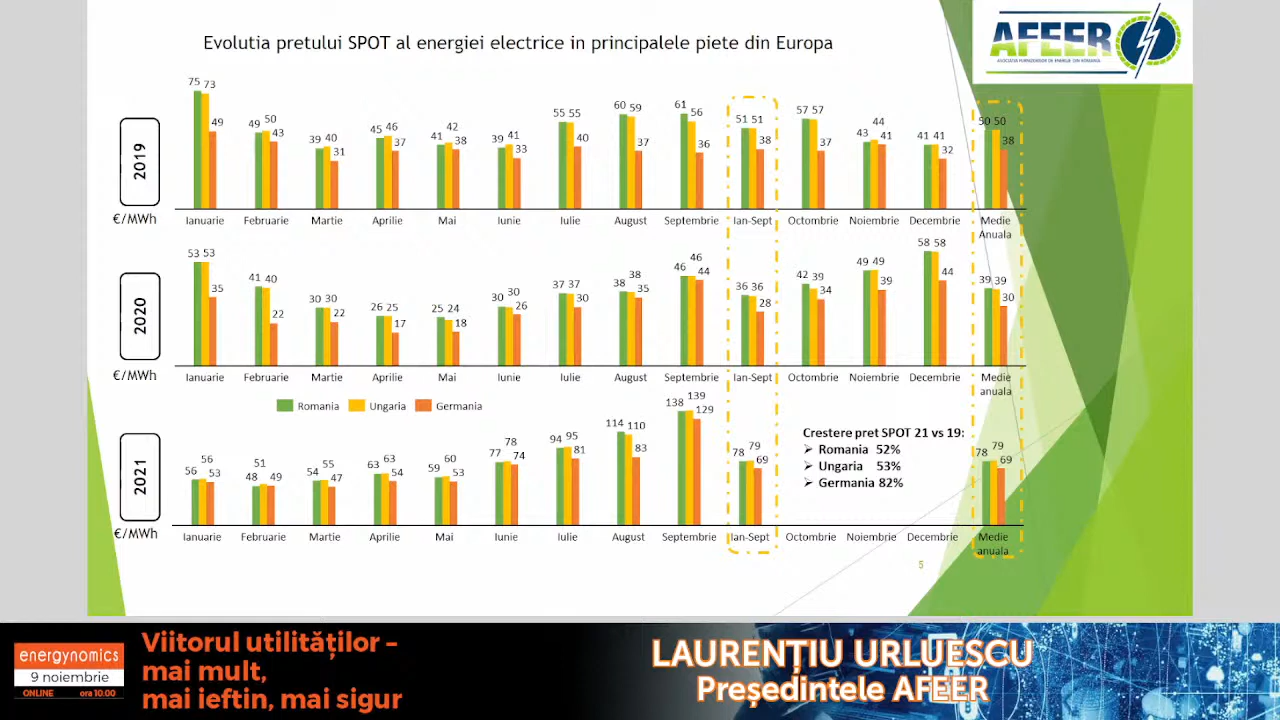 Evolutia pretului SPOT al energiei electrice in principalele piete din Europa
AFEER
ASOCIATIA FURNIZORILOR DE ENERGIE DIN ROMANIA
2019
€/MWh
75 73 49 49 50 43 40 40 31 45 46 37 41 42 38 39 41 33 55 55 40 60 59 37 61 56 36 51 51 38 57 57 37 43 44 41 41 41 32 50 50 38
Ianuarie Februarie Martie Aprilie Mai Iunie Iulie August Septembrie Ian-Sept Octombrie Noiembrie Decembrie Medie
Anuala
2020
€/MWh
53 53 35 41 40 22 30 30 22 26 25 17 25 24 18 30 30 26 37 37 30 38 38 35 46 46 44 36 36 28 42 39 34 49 49 39 58 58 44 39 39 30
Ianuarie Februarie Martie Aprilie Mai Iunie Iulie August Septembrie Ian-Sept Octombrie Noiembrie Decembrie Medie
anuala
Romania Ungaria Germania
2021
€/MWh
56 56 53 48 51 49 54 55 47 63 63 54 59 60 53 77 78 74 94 95 81 114 110 83 138 139 129 78 79 69 78 79 69
Crestere pret SPOT 21 vs 19:
➢ Romania 52%
➢ Ungaria 53%
➢ Germania 82%
Ianuarie Februarie Martie Aprilie Mai Iunie Iulie August Septembrie Ian-Sept Octombrie Noiembrie Decembrie Medie
anuala
5
energynomics
9 noiembrie
ONLINE ora 10.00
Viitorul utilităților –
mai mult,
mai ieftin, mai sigur
LAURENȚIU URLUESCU
Președintele AFEER